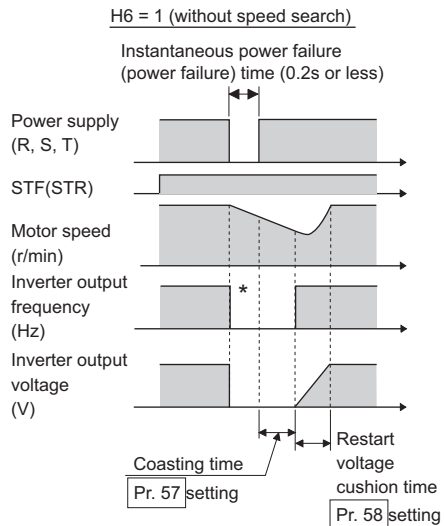 H6 = 1 (without speed search)
Instantaneous power failure
(power failure) time (0.2s or less)
Power supply
(R, S, T)
STF(STR)
Motor speed
(r/min)
Inverter output
frequency
(Hz)
*
Inverter output
voltage
(V)
Coasting time
Pr. 57 setting
Restart
voltage
cushion time
Pr. 58 setting